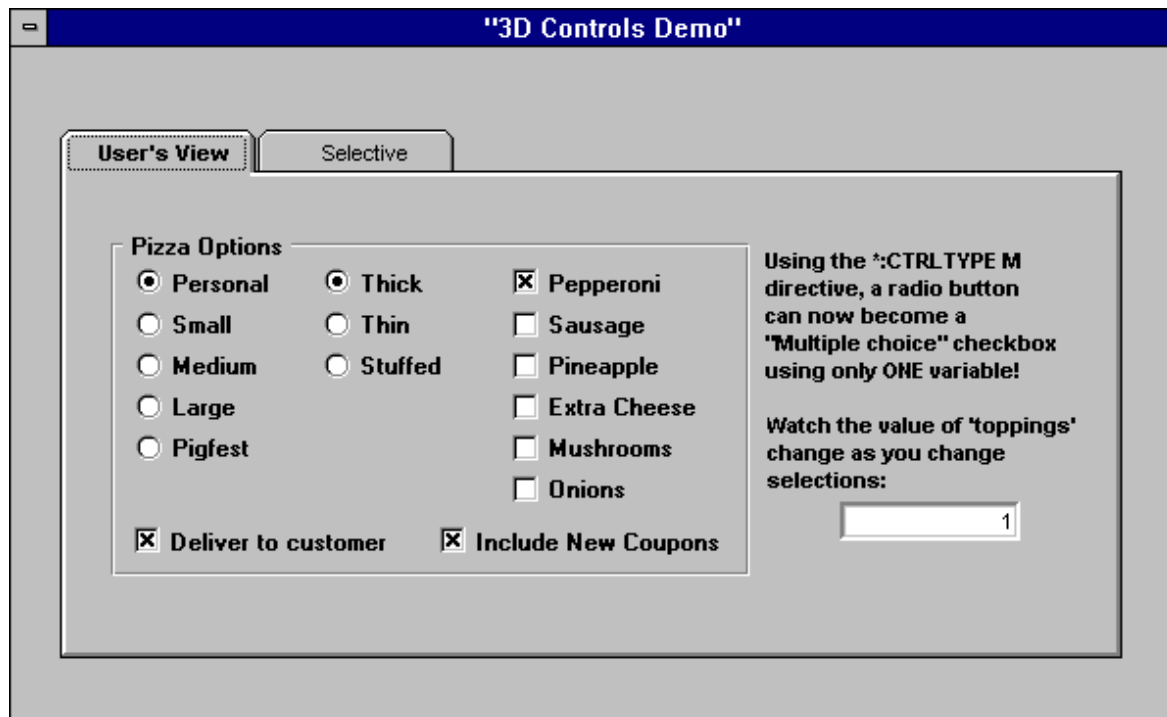 "3D Controls Demo"
User's View Selective
Pizza Options
Personal Thick Pepperoni
Small Thin Sausage
Medium Stuffed Pineapple
Large Extra Cheese
Pigfest Mushrooms
Onions
Deliver to customer Include New Coupons
Using the *:CTRLTYPE M
directive, a radio button
can now become a
"Multiple choice" checkbox
using only ONE variable!
Watch the value of 'toppings'
change as you change
selections:
1